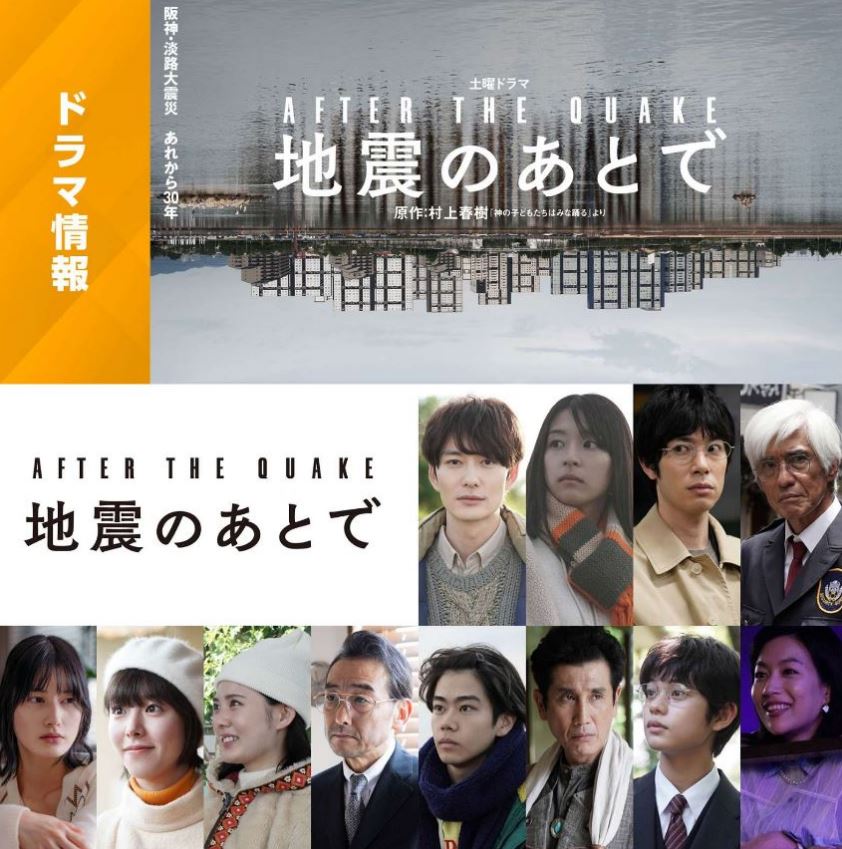 ドラマ情報
阪神・淡路大震災 あれから30年
土曜ドラマ
AFTER THE QUAKE
地震のあとで
原作:村上春樹『神の子どもたちはみな踊る』より
AFTER THE QUAKE
地震のあとで